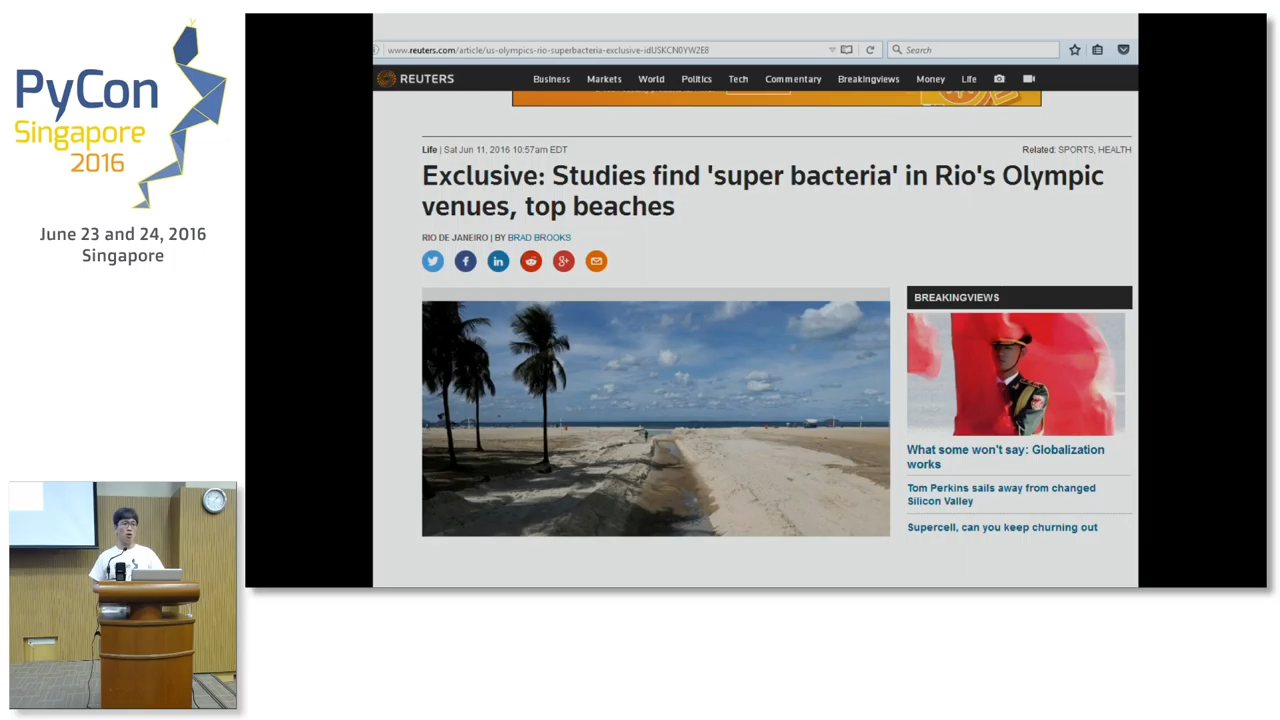 PyCon
Singapore
2016
June 23 and 24, 2016
Singapore
www.reuters.com/article/us-olympics-rio-superbacteria-exclusive-idUSKCN0YW2E8
Search
REUTERS
Business Markets World Politics Tech Commentary Breakingviews Money Life
Life | Sat Jun 11, 2016 10:57am EDT
Related: SPORTS, HEALTH
Exclusive: Studies find 'super bacteria' in Rio's Olympic
venues, top beaches
RIO DE JANEIRO | BY BRAD BROOKS
BREAKINGVIEWS
What some won't say: Globalization
works
Tom Perkins sails away from changed
Silicon Valley
Supercell, can you keep churning out